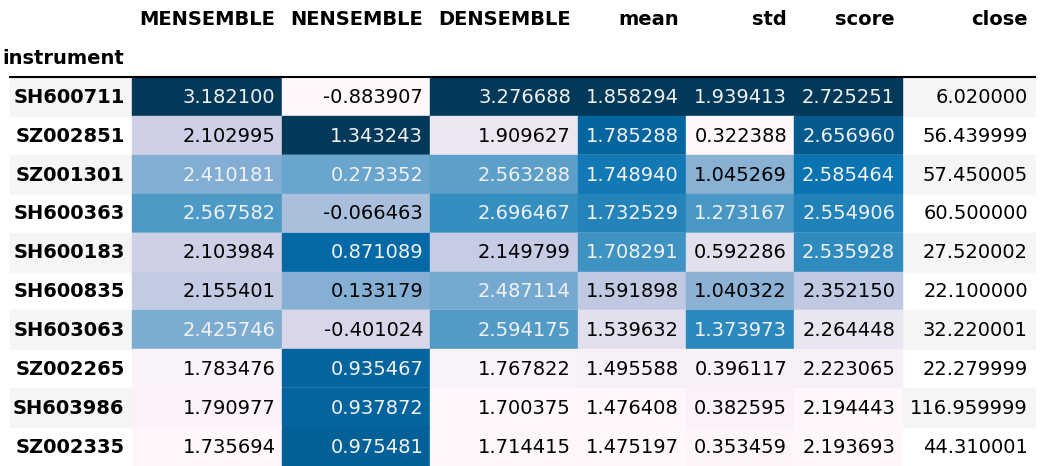 MENSEMBLE NENSEMBLE DENSEMBLE mean std score close
instrument
SH600711 3.182100 -0.883907 3.276688 1.858294 1.939413 2.725251 6.020000
SZ002851 2.102995 1.343243 1.909627 1.785288 0.322388 2.656960 56.439999
SZ001301 2.410181 0.273352 2.563288 1.748940 1.045269 2.585464 57.450005
SH600363 2.567582 -0.066463 2.696467 1.732529 1.273167 2.554906 60.500000
SH600183 2.103984 0.871089 2.149799 1.708291 0.592286 2.535928 27.520002
SH600835 2.155401 0.133179 2.487114 1.591898 1.040322 2.352150 22.100000
SH603063 2.425746 -0.401024 2.594175 1.539632 1.373973 2.264448 32.220001
SZ002265 1.783476 0.935467 1.767822 1.495588 0.396117 2.223065 22.279999
SH603986 1.790977 0.937872 1.700375 1.476408 0.382595 2.194443 116.959999
SZ002335 1.735694 0.975481 1.714415 1.475197 0.353459 2.193693 44.310001